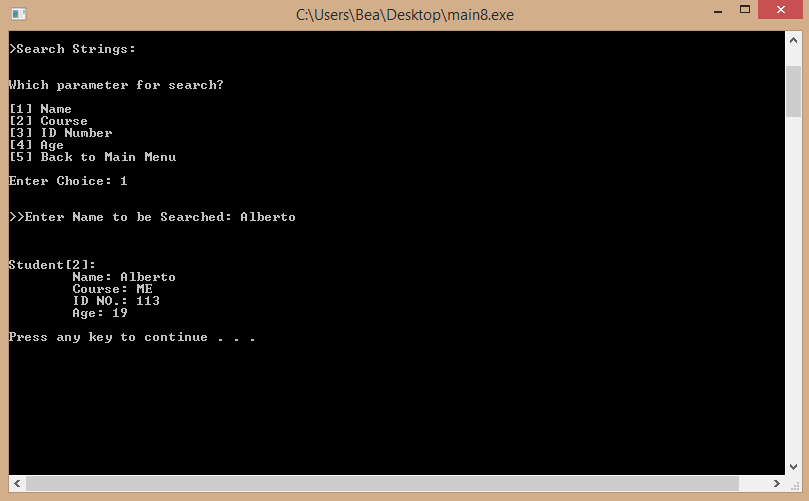 C:\Users\Bea\Desktop\main8.exe
>Search Strings:
Which parameter for search?
[1] Name
[2] Course
[3] ID Number
[4] Age
[5] Back to Main Menu
Enter Choice: 1
>>Enter Name to be Searched: Alberto
Student[2]:
Name: Alberto
Course: ME
ID NO.: 113
Age: 19
Press any key to continue . . .